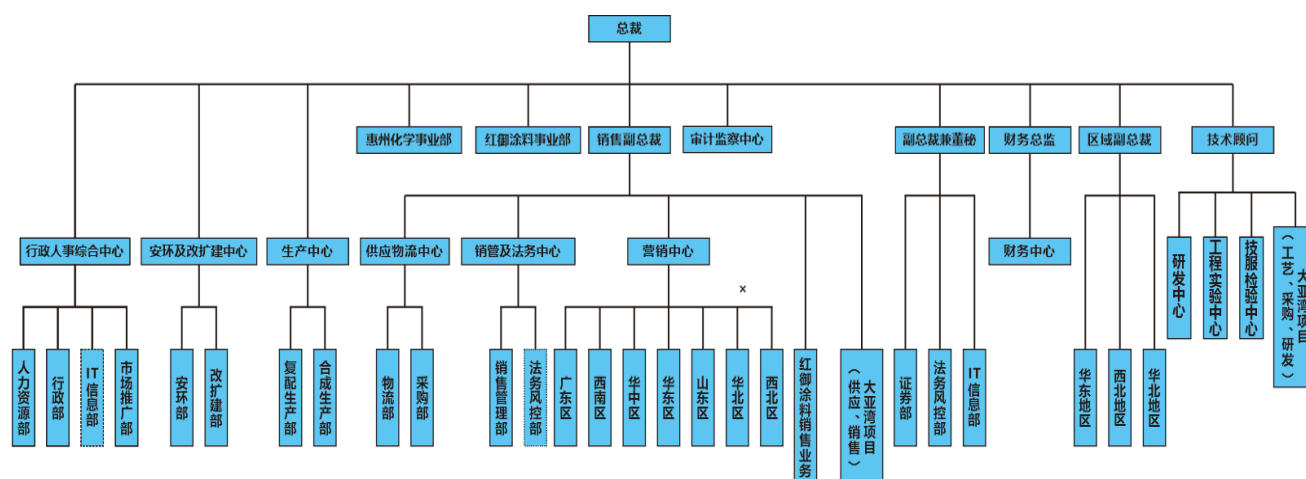 总裁
惠州化学事业部
红御涂料事业部
销售副总裁
审计监察中心
副总裁兼董秘
财务总监
区域副总裁
技术顾问
行政人事综合中心
安环及改扩建中心
生产中心
供应物流中心
销管及法务中心
营销中心
财务中心
研发中心
工程实验中心
技服检验中心
大亚湾项目
（工艺、采购、研发）
x
人力资源部
行政部
IT信息部
市场推广部
安环部
改扩建部
复配生产部
合成生产部
物流部
采购部
销售管理部
法务风控部
广东区
西南区
华中区
华东区
山东区
华北区
西北区
红御涂料销售业务
大亚湾项目
（供应、销售）
证券部
法务风控部
IT信息部
华东地区
西北地区
华北地区